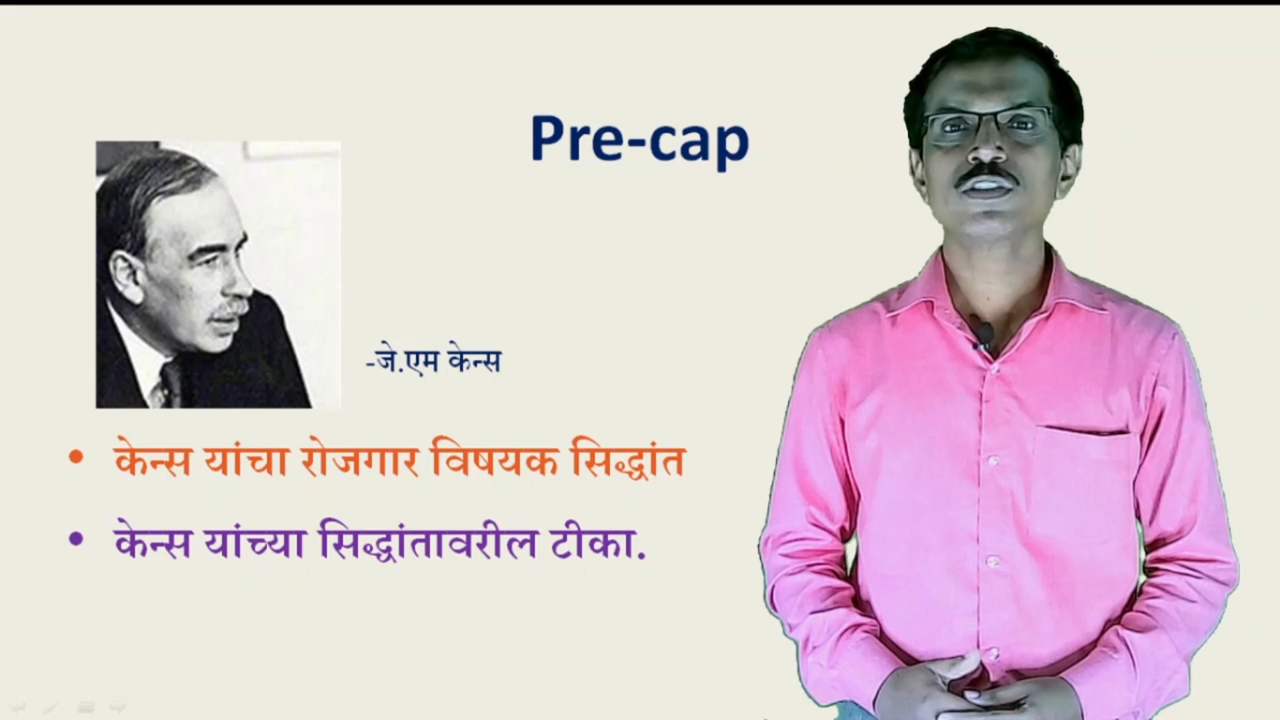 Pre-cap
-जे.एम केन्स
• केन्स यांचा रोजगार विषयक सिद्धांत
• केन्स यांच्या सिद्धांतावरील टीका.